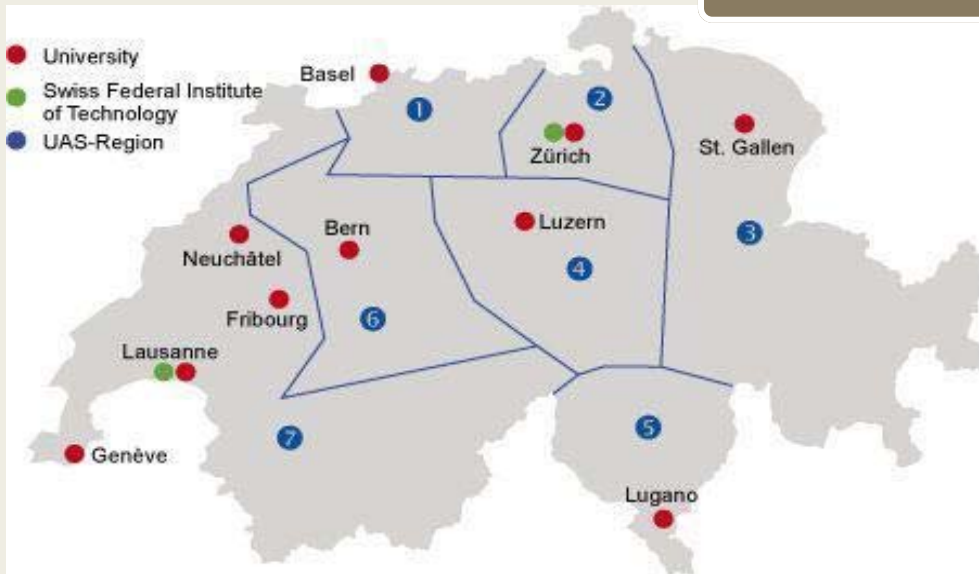 University
Swiss Federal Institute
of Technology
UAS-Region
Basel
1
2
Zürich
St. Gallen
3
Luzern
4
Bern
Neuchâtel
Fribourg
6
Lausanne
7
Genève
5
Lugano